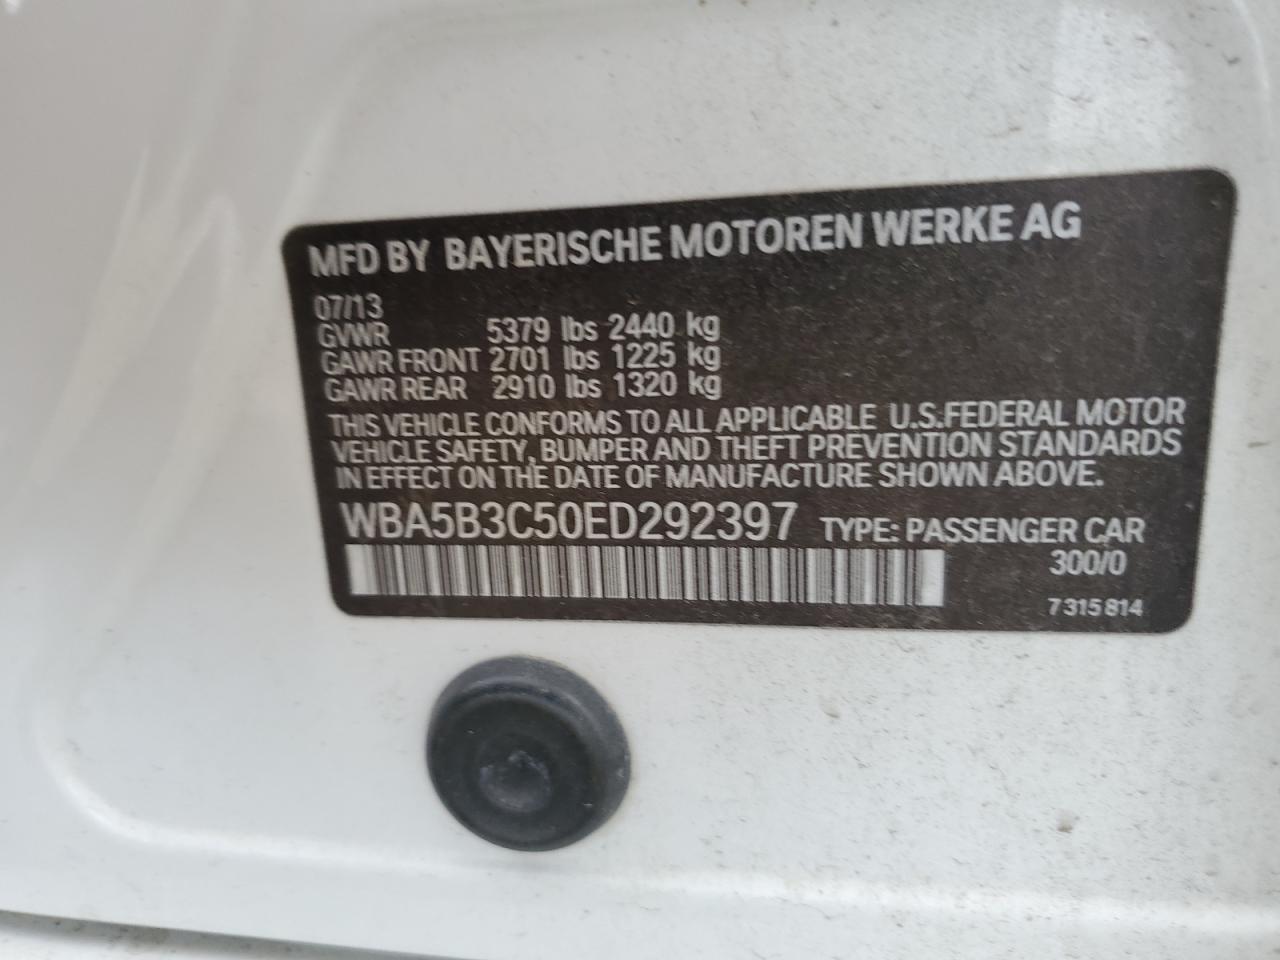 MFD BY BAYERISCHE MOTOREN WERKE AG
07/13
GVWR 5379 lbs 2440 kg
GAWR FRONT 2701 lbs 1225 kg
GAWR REAR 2910 lbs 1320 kg
THIS VEHICLE CONFORMS TO ALL APPLICABLE U.S.FEDERAL MOTOR
VEHICLE SAFETY, BUMPER AND THEFT PREVENTION STANDARDS
IN EFFECT ON THE DATE OF MANUFACTURE SHOWN ABOVE.
WBA5B3C50ED292397 TYPE: PASSENGER CAR
300/0
7 315 814